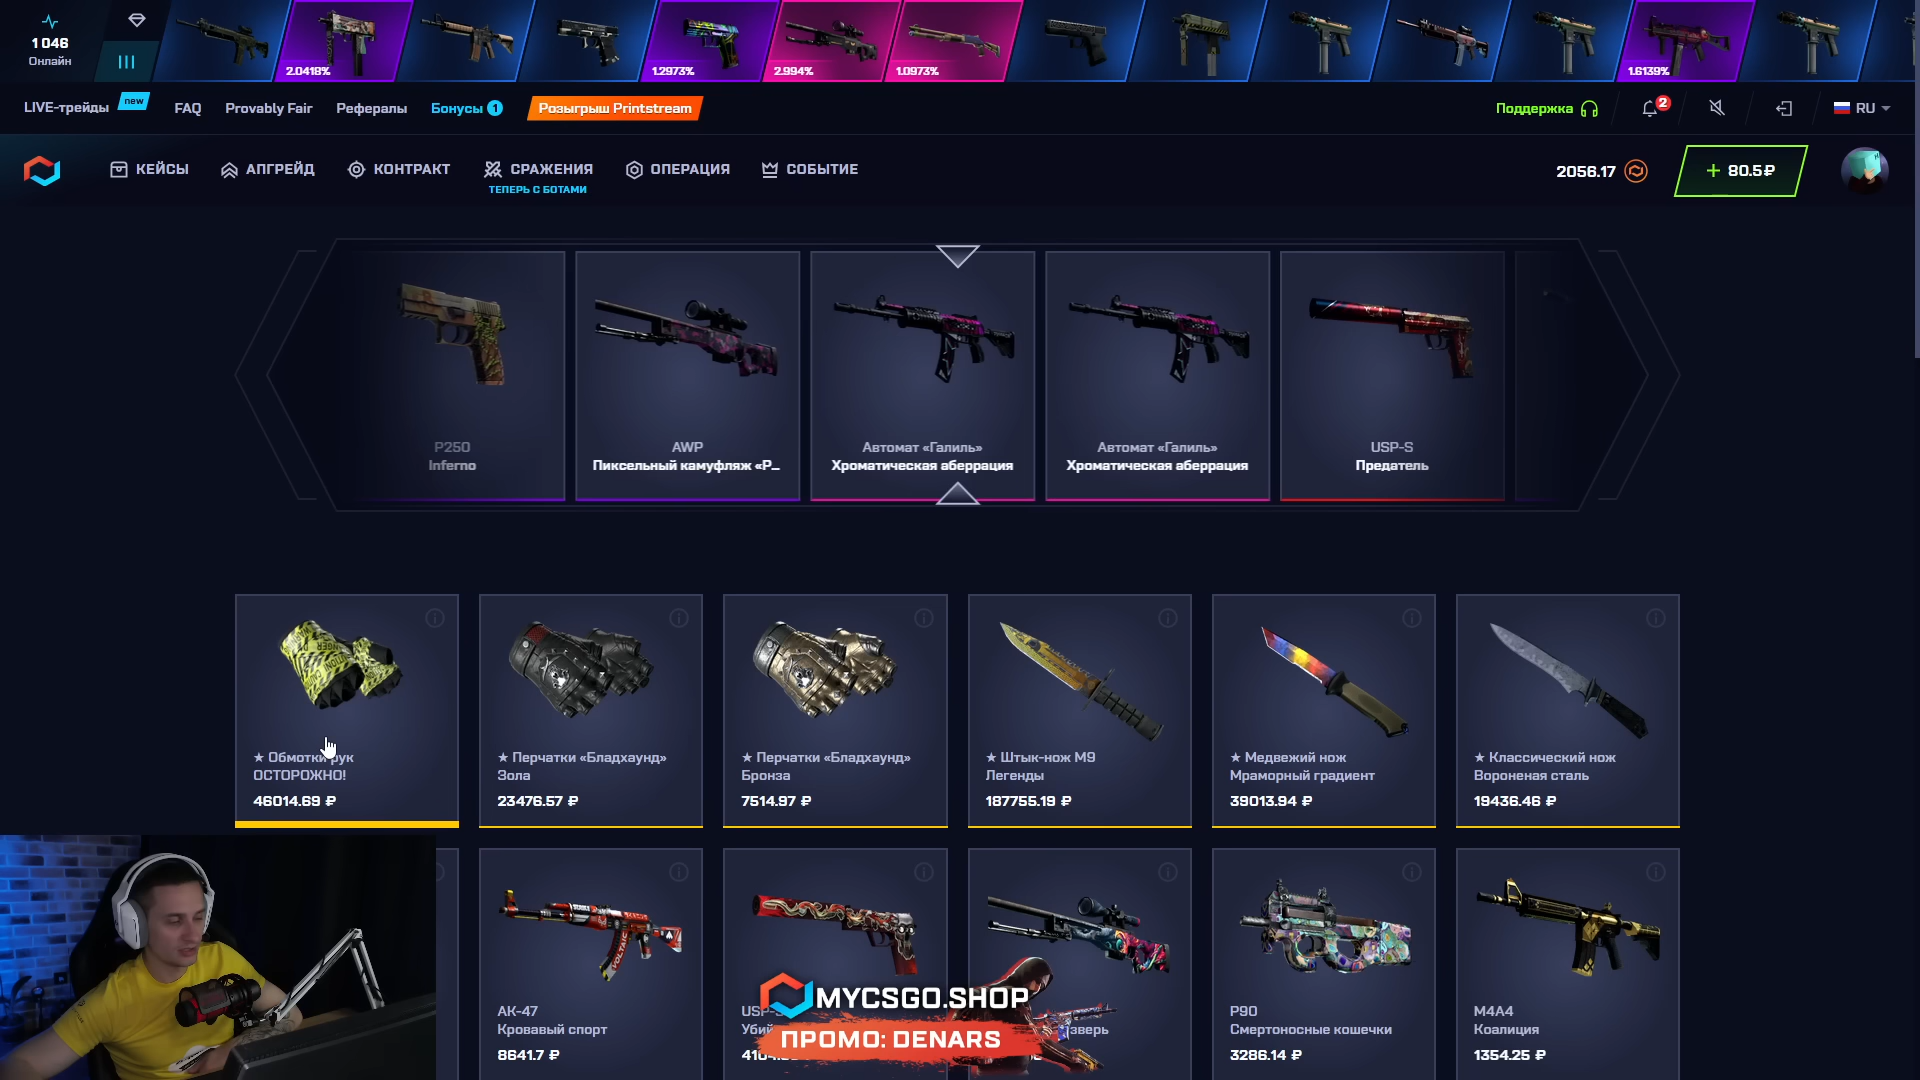 1 046
Онлайн
2.0418%
1.2973%
2.994%
1.0973%
1.6139%
LIVE-трейды new
FAQ
Provably Fair
Рефералы
Бонусы 1
Розыгрыш Printstream
Поддержка
2
RU
КЕЙСЫ
АПГРЕЙД
КОНТРАКТ
СРАЖЕНИЯ
ТЕПЕРЬ С БОТАМИ
ОПЕРАЦИЯ
СОБЫТИЕ
2056.17
+ 80.5 ₽
P250
Inferno
AWP
Пиксельный камуфляж «Р...
Автомат «Галиль»
Хроматическая аберрация
Автомат «Галиль»
Хроматическая аберрация
USP-S
Предатель
★ Обмотки рук
ОСТОРОЖНО!
46014.69 ₽
★ Перчатки «Бладхаунд»
Зола
23476.57 ₽
★ Перчатки «Бладхаунд»
Бронза
7514.97 ₽
★ Штык-нож M9
Легенды
187755.19 ₽
★ Медвежий нож
Мраморный градиент
39013.94 ₽
★ Классический нож
Вороненая сталь
19436.46 ₽
AK-47
Кровавый спорт
8641.7 ₽
P90
Смертоносные кошечки
3286.14 ₽
M4A4
Коалиция
1354.25 ₽
MYCSGO.SHOP
ПРОМО: DENARS